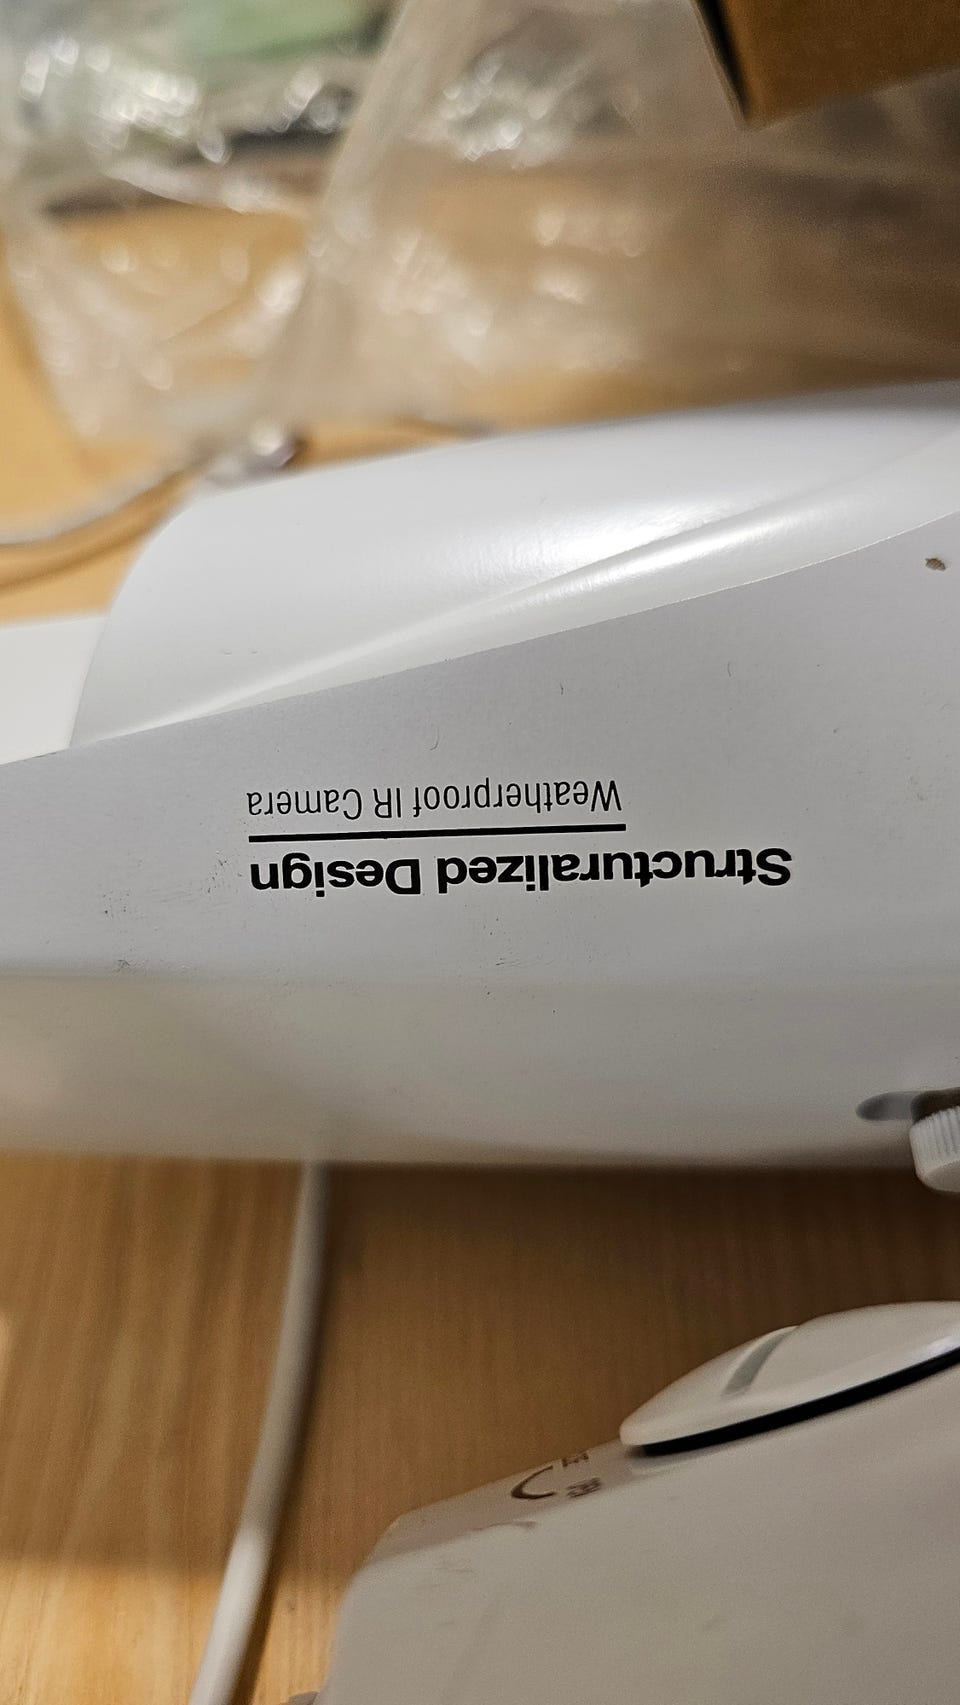 Structuralized Design
Weatherproof IR Camera